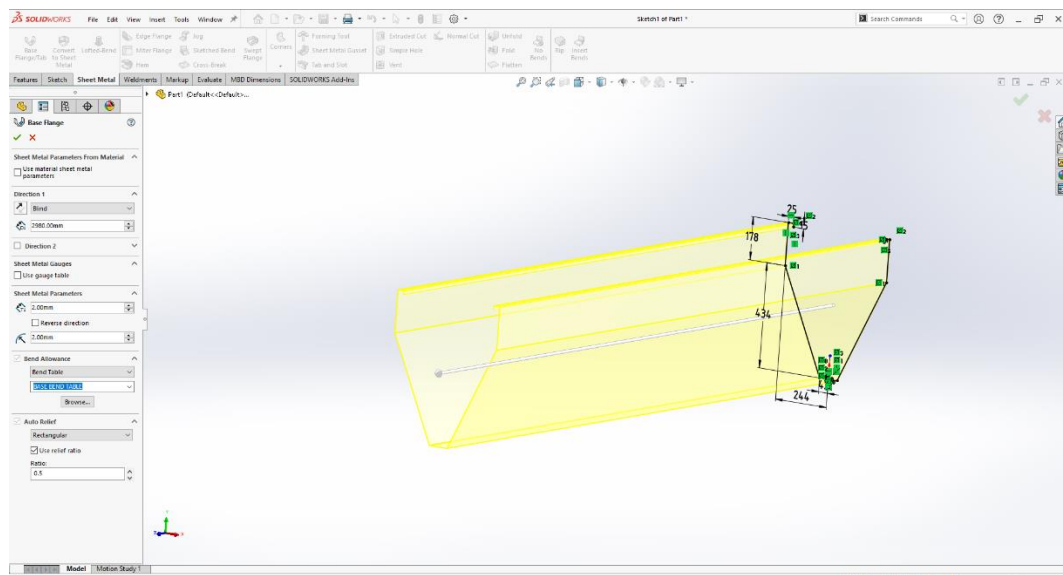 SOLIDWORKS File Edit View Insert Tools Window
Sketch1 of Part1 *
Search Commands
Base Flange/Tab
Convert to Sheet Metal
Lofted-Bend
Edge Flange
Miter Flange
Hem
Jog
Sketched Bend
Cross-Break
Swept Flange
Corners
Forming Tool
Sheet Metal Gusset
Tab and Slot
Extruded Cut
Simple Hole
Vent
Normal Cut
Unfold
Fold
Flatten
No Bends
Rip
Insert Bends
Features Sketch Sheet Metal Weldments Markup Evaluate MBD Dimensions SOLIDWORKS Add-Ins
Part1 (Default<<Default>...
Base Flange
Sheet Metal Parameters From Material
Use material sheet metal parameters
Direction 1
Blind
2980.00mm
Direction 2
Sheet Metal Gauges
Use gauge table
Sheet Metal Parameters
2.00mm
Reverse direction
2.00mm
Bend Allowance
Bend Table
BASE BEND TABLE
Browse...
Auto Relief
Rectangular
Use relief ratio
Ratio:
0.5
25
178
434
244
Model Motion Study 1